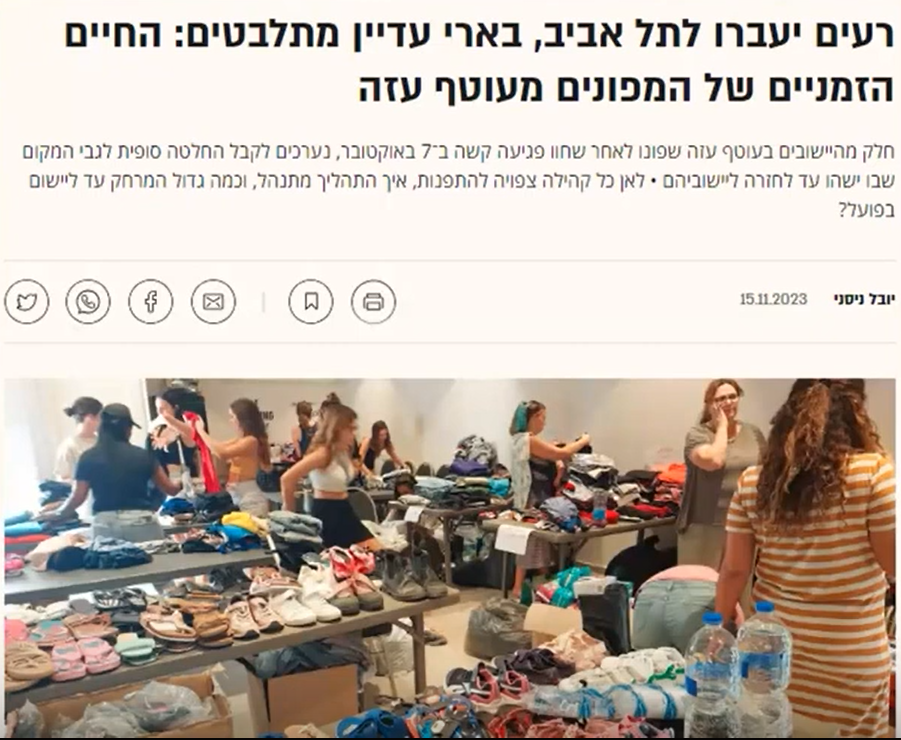 רעים יעברו לתל אביב, בארי עדיין מתלבטים: החיים
הזמניים של המפונים מעוטף עזה
חלק מהיישובים בעוטף עזה שפונו לאחר שחוו פגיעה קשה ב־7 באוקטובר, נערכים לקבל החלטה סופית לגבי המקום
שבו ישהו עד לחזרה ליישוביהם • לאן כל קהילה צפויה להתפנות, איך התהליך מתנהל, וכמה גדול המרחק עד ליישום
בפועל?
יובל ניסני 15.11.2023